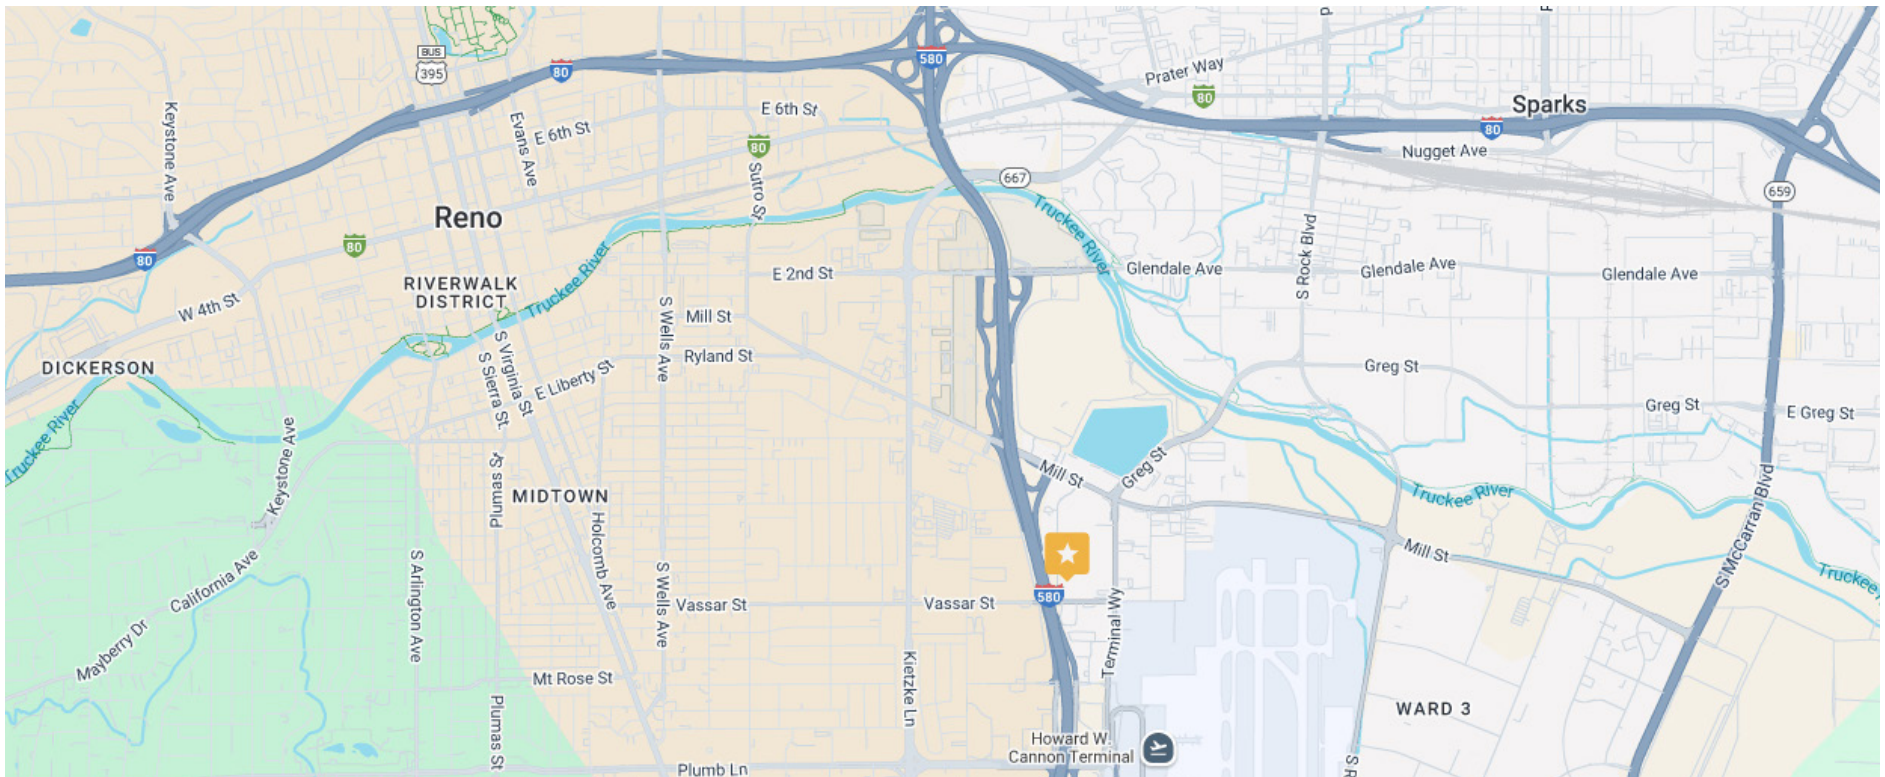 BUS
395
80
580
Prater Way
80
Sparks
Keystone Ave
Evans Ave
E 6th St
E 6th St
80
Sutro St
80
Nugget Ave
667
659
Reno
80
80
Truckee River
S Rock Blvd
RIVERWALK
DISTRICT
Truckee River
E 2nd St
Glendale Ave
Glendale Ave
Glendale Ave
W 4th St
S Virginia St
S Sierra St
S Wells Ave
Mill St
Ryland St
DICKERSON
E Liberty St
Greg St
Greg St
E Greg St
Truckee River
Keystone Ave
Plumas S
MIDTOWN
Mill St
Greg St
Truckee River
S McCarran Blvd
Holcomb Ave
S Arlington Ave
California Ave
S Wells Ave
Mill St
Truckee
580
Vassar St
Vassar St
Terminal Wy
Mayberry Dr
Mt Rose St
Kietzke Ln
Plumas St
WARD 3
Howard W.
Cannon Terminal
Plumb Ln
S R